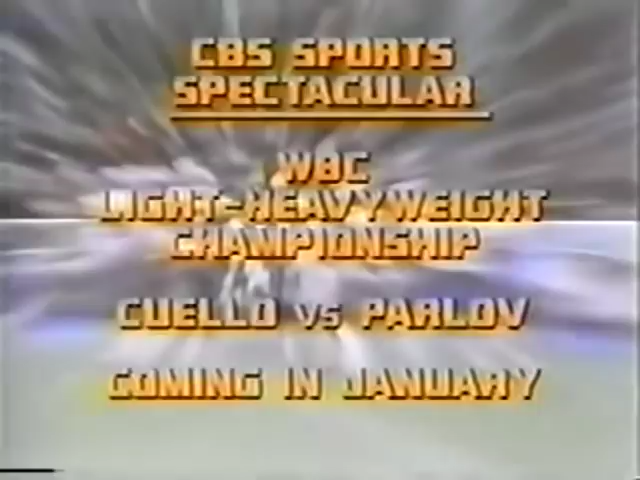 CBS SPORTS
SPECTACULAR
WBC
LIGHT-HEAVYWEIGHT
CHAMPIONSHIP
CUELLO VS PARLOV
COMING IN JANUARY